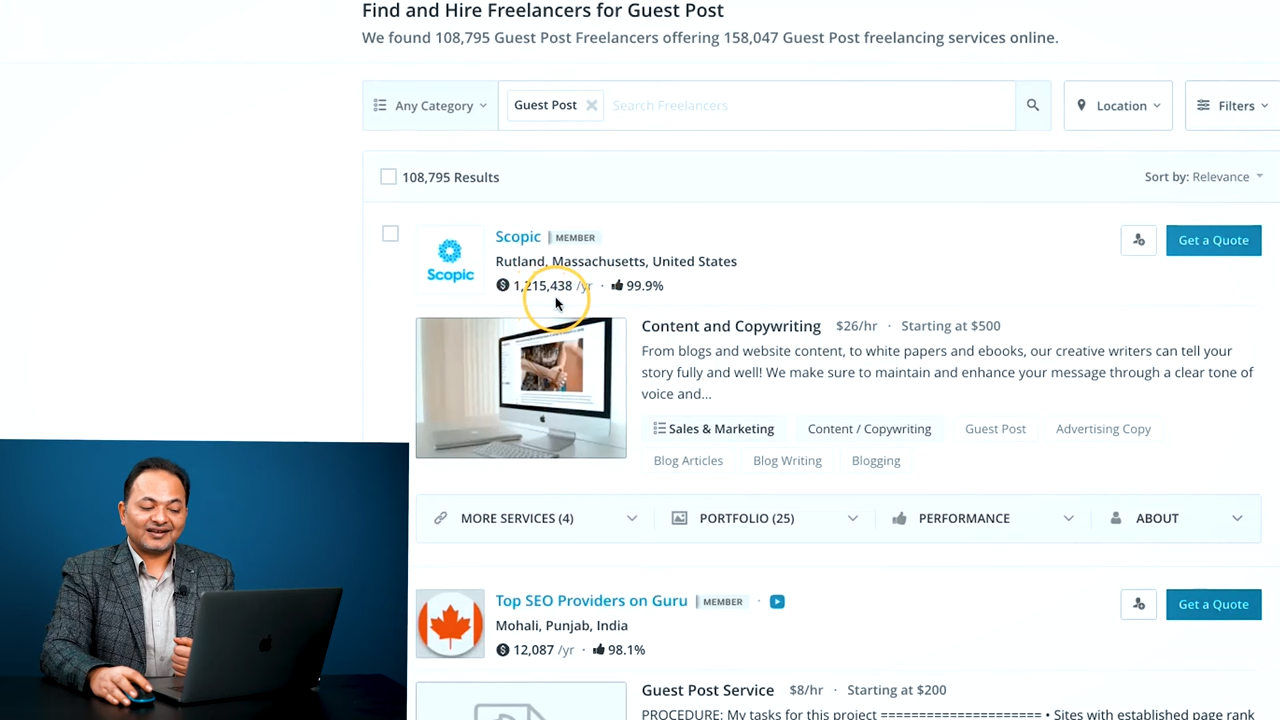 Find and Hire Freelancers for Guest Post
We found 108,795 Guest Post Freelancers offering 158,047 Guest Post freelancing services online.
Any Category
Guest Post
Search Freelancers
Location
Filters
108,795 Results
Sort by: Relevance
Scopic MEMBER
Get a Quote
Scopic
Rutland, Massachusetts, United States
1,215,438 /yr · 99.9%
Content and Copywriting $26/hr · Starting at $500
From blogs and website content, to white papers and ebooks, our creative writers can tell your
story fully and well! We make sure to maintain and enhance your message through a clear tone of
voice and...
Sales & Marketing Content / Copywriting Guest Post Advertising Copy
Blog Articles Blog Writing Blogging
MORE SERVICES (4) PORTFOLIO (25) PERFORMANCE ABOUT
Top SEO Providers on Guru MEMBER ·
Get a Quote
Mohali, Punjab, India
12,087 /yr · 98.1%
Guest Post Service $8/hr · Starting at $200
PROCEDURE: My tasks for this project ==================== • Sites with established page rank